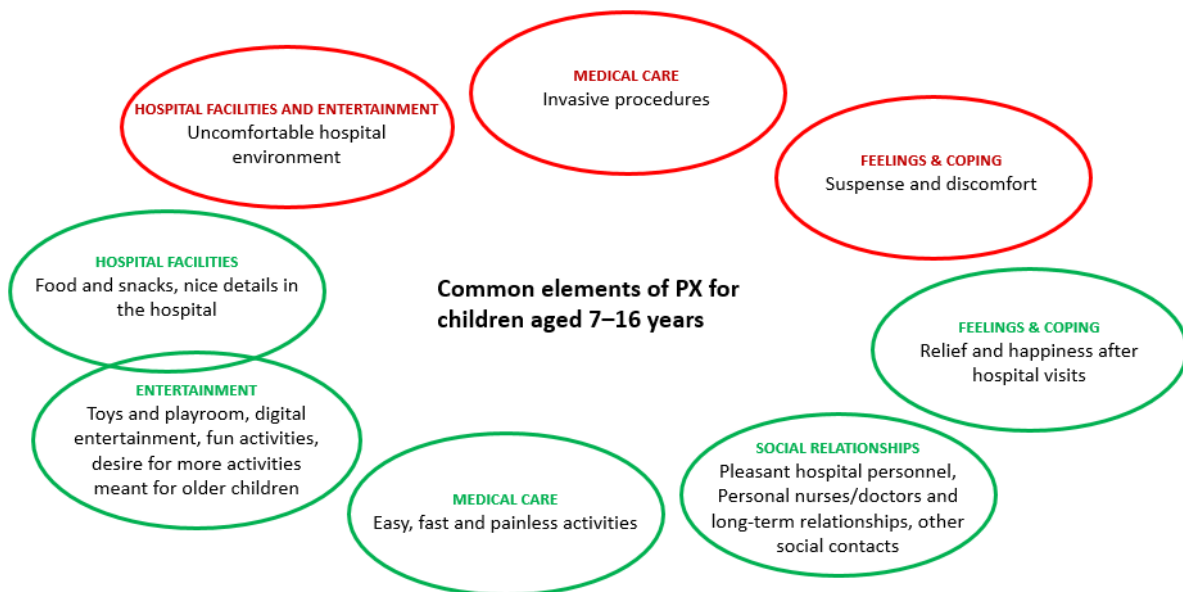 MEDICAL CARE
Invasive procedures
HOSPITAL FACILITIES AND ENTERTAINMENT
Uncomfortable hospital
environment
FEELINGS & COPING
Suspense and discomfort
HOSPITAL FACILITIES
Food and snacks, nice details in
the hospital
Common elements of PX for
children aged 7–16 years
FEELINGS & COPING
Relief and happiness after
hospital visits
ENTERTAINMENT
Toys and playroom, digital
entertainment, fun activities,
desire for more activities
meant for older children
SOCIAL RELATIONSHIPS
Pleasant hospital personnel,
Personal nurses/doctors and
long-term relationships, other
social contacts
MEDICAL CARE
Easy, fast and painless activities